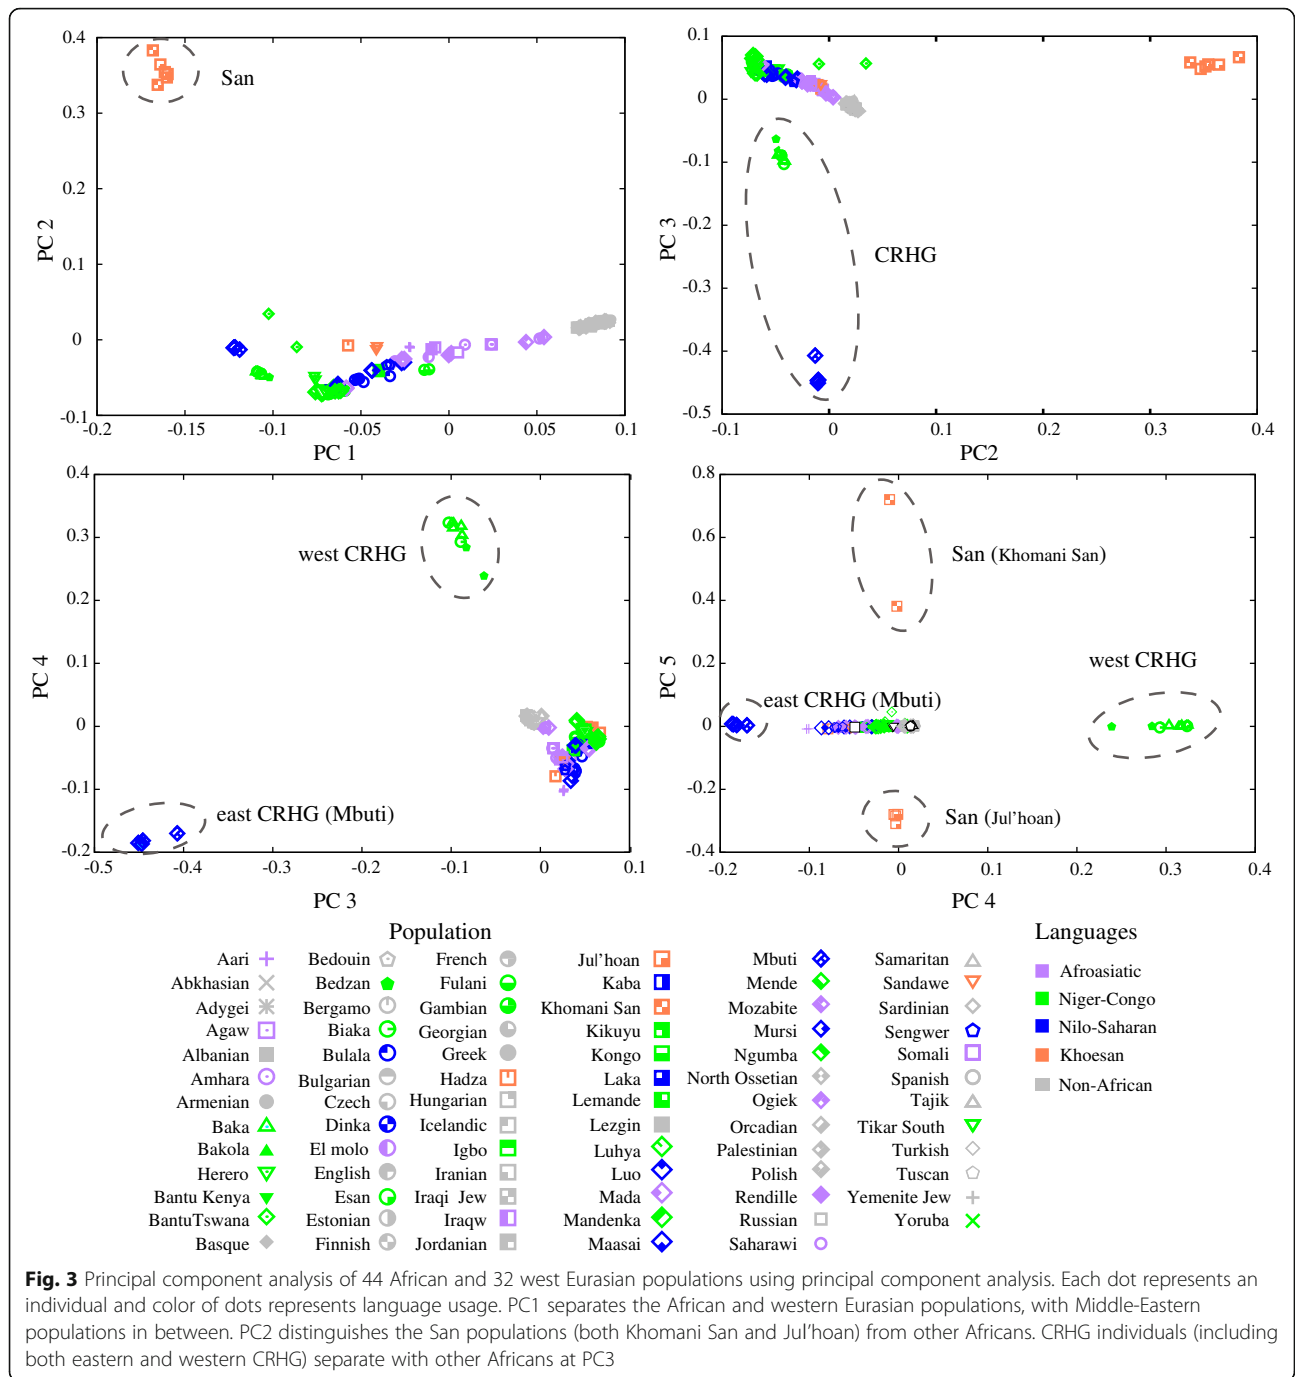 0.4
0.3
0.2
0.1
0
-0.1
-0.2
-0.15
-0.1
-0.05
0
0.05
0.1
PC 2
PC 1
San
0.1
0
-0.1
-0.2
-0.3
-0.4
-0.5
-0.1
0
0.1
0.2
0.3
0.4
PC 3
PC2
CRHG
0.4
0.3
0.2
0.1
0
-0.1
-0.2
-0.5
-0.4
-0.3
-0.2
-0.1
0
0.1
PC 4
PC 3
west CRHG
east CRHG (Mbuti)
0.8
0.6
0.4
0.2
0
-0.2
-0.4
-0.2
-0.1
0
0.1
0.2
0.3
0.4
PC 5
PC 4
San (Khomani San)
west CRHG
east CRHG (Mbuti)
San (Ju|'hoan)
Population
Aari
Abkhasian
Adygei
Agaw
Albanian
Amhara
Armenian
Baka
Bakola
Herero
Bantu Kenya
BantuTswana
Basque
Bedouin
Bedzan
Bergamo
Biaka
Bulala
Bulgarian
Czech
Dinka
El molo
English
Esan
Estonian
Finnish
French
Fulani
Gambian
Georgian
Greek
Hadza
Hungarian
Icelandic
Igbo
Iranian
Iraqi Jew
Iraqw
Jordanian
Ju|'hoan
Kaba
Khomani San
Kikuyu
Kongo
Laka
Lemande
Lezgin
Luhya
Luo
Mada
Mandenka
Maasai
Mbuti
Mende
Mozabite
Mursi
Ngumba
North Ossetian
Ogiek
Orcadian
Palestinian
Polish
Rendille
Russian
Saharawi
Samaritan
Sandawe
Sardinian
Sengwer
Somali
Spanish
Tajik
Tikar South
Turkish
Tuscan
Yemenite Jew
Yoruba
Languages
Afroasiatic
Niger-Congo
Nilo-Saharan
Khoesan
Non-African
Fig. 3 Principal component analysis of 44 African and 32 west Eurasian populations using principal component analysis. Each dot represents an
individual and color of dots represents language usage. PC1 separates the African and western Eurasian populations, with Middle-Eastern
populations in between. PC2 distinguishes the San populations (both Khomani San and Jul'hoan) from other Africans. CRHG individuals (including
both eastern and western CRHG) separate with other Africans at PC3